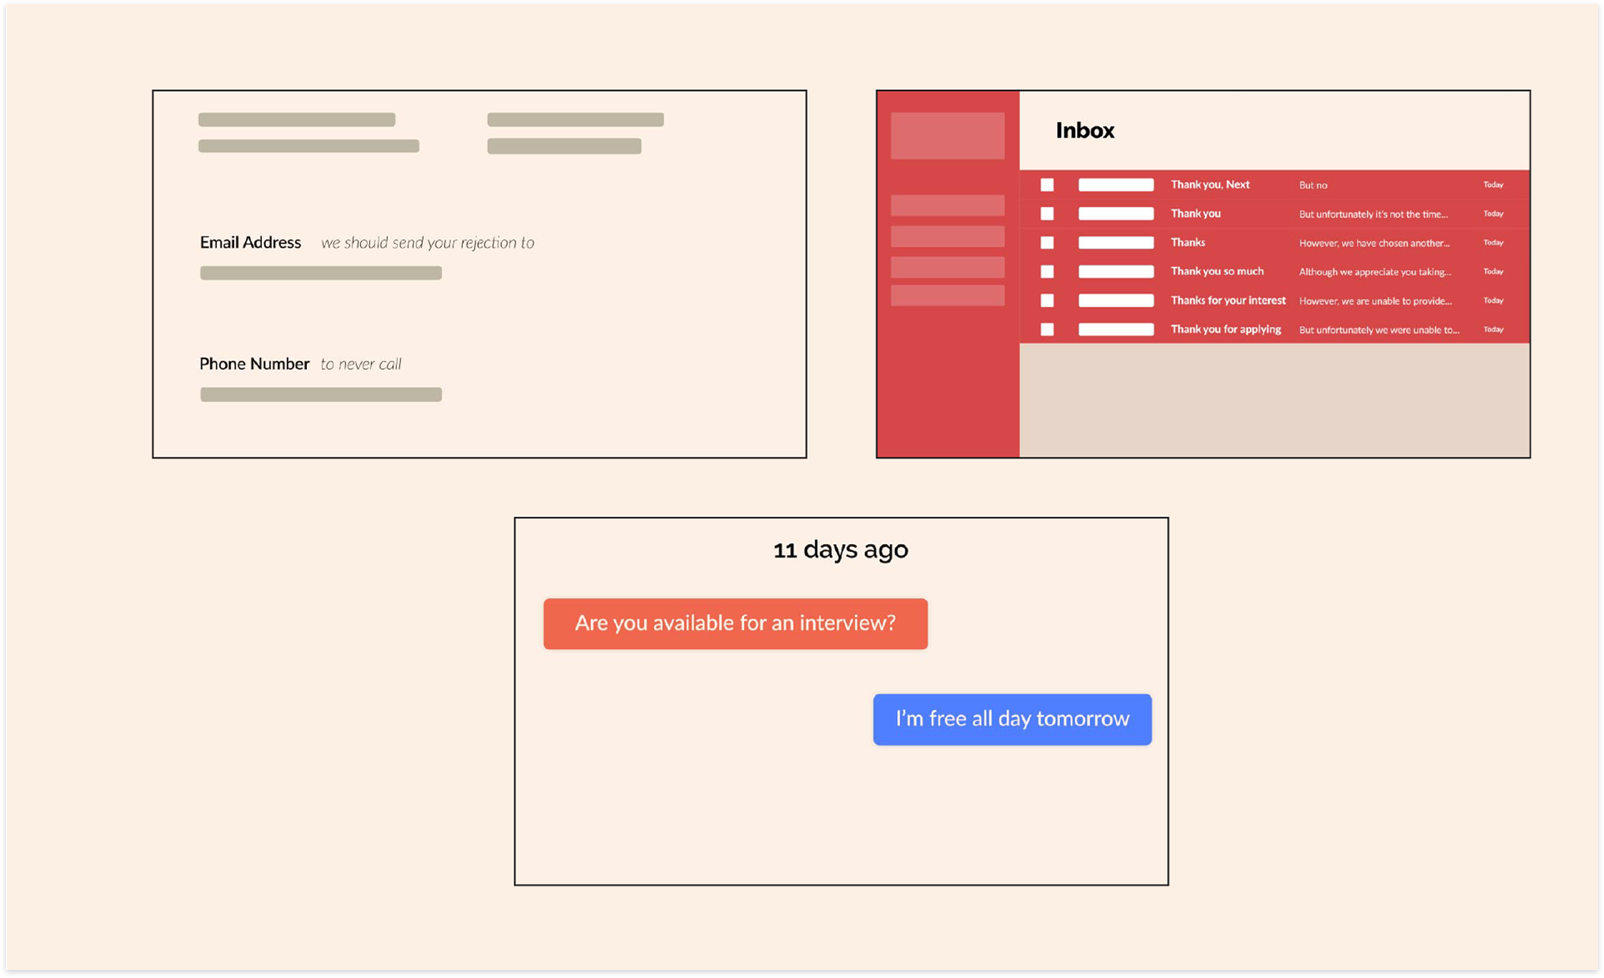 Email Address we should send your rejection to
Phone Number to never call
Inbox
Thank you, Next But no Today
Thank you But unfortunately it's not the time... Today
Thanks However, we have chosen another... Today
Thank you so much Although we appreciate you taking... Today
Thanks for your interest However, we are unable to provide... Today
Thank you for applying But unfortunately we were unable to... Today
11 days ago
Are you available for an interview?
I'm free all day tomorrow